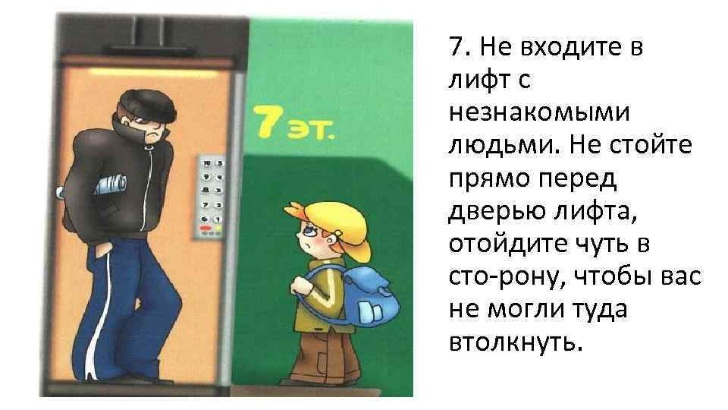 7 эт.
7. Не входите в
лифт с
незнакомыми
людьми. Не стойте
прямо перед
дверью лифта,
отойдите чуть в
сто-рону, чтобы вас
не могли туда
втолкнуть.